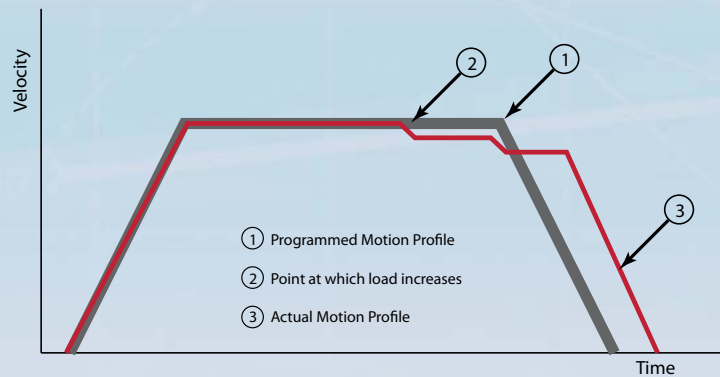 Velocity
2
1
3
1 Programmed Motion Profile
2 Point at which load increases
3 Actual Motion Profile
Time